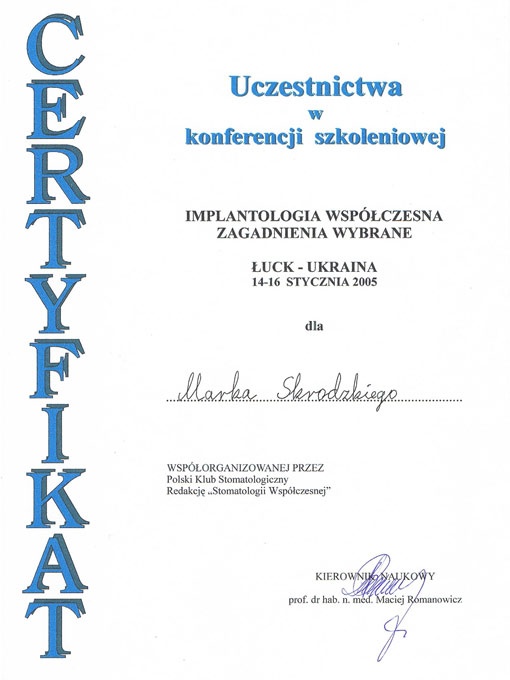 CERTYFIKAT
Uczestnictwa
w
konferencji szkoleniowej
IMPLANTOLOGIA WSPÓŁCZESNA
ZAGADNIENIA WYBRANE
ŁUCK - UKRAINA
14-16 STYCZNIA 2005
dla
Marka Skrodzkiego
WSPÓŁORGANIZOWANEJ PRZEZ
Polski Klub Stomatologiczny
Redakcję „Stomatologii Współczesnej”
KIEROWNIK NAUKOWY
prof. dr hab. n. med. Maciej Romanowicz